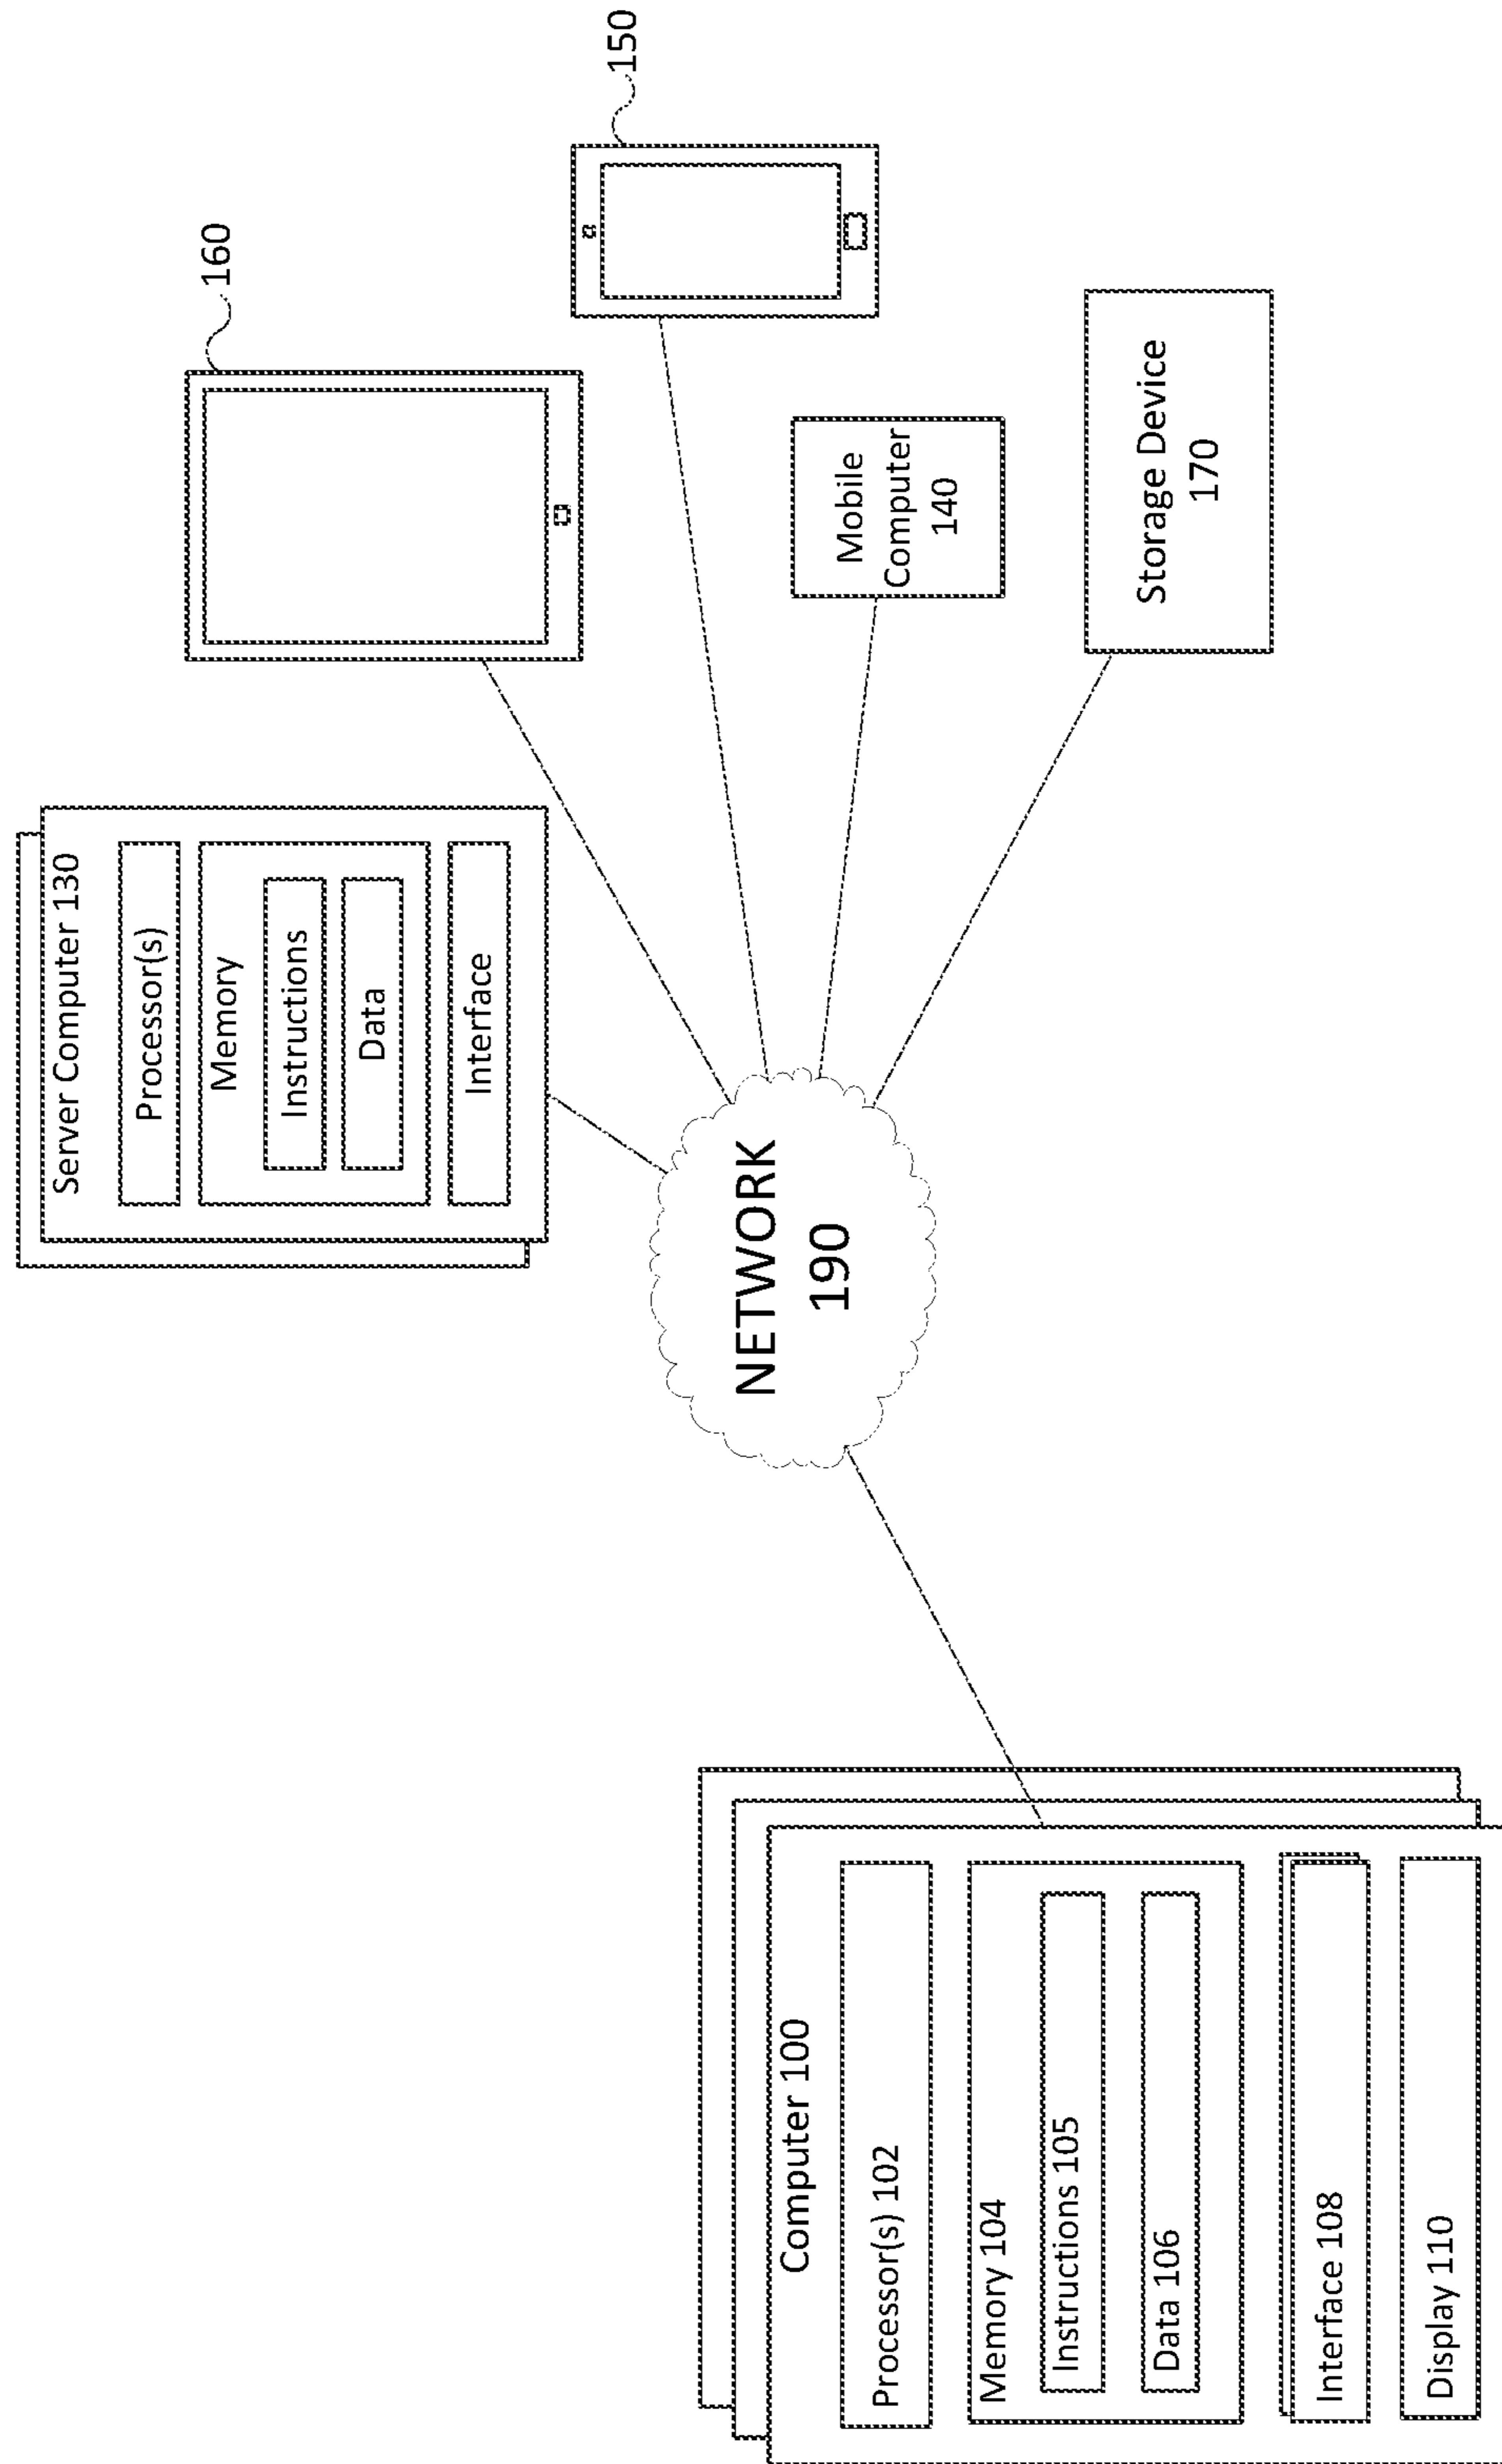 Server Computer 130
Processor(s)
Memory
Instructions
Data
Interface
160
150
Mobile
Computer
140
Storage Device
170
NETWORK
190
Computer 100
Processor(s) 102
Memory 104
Instructions 105
Data 106
Interface 108
Display 110